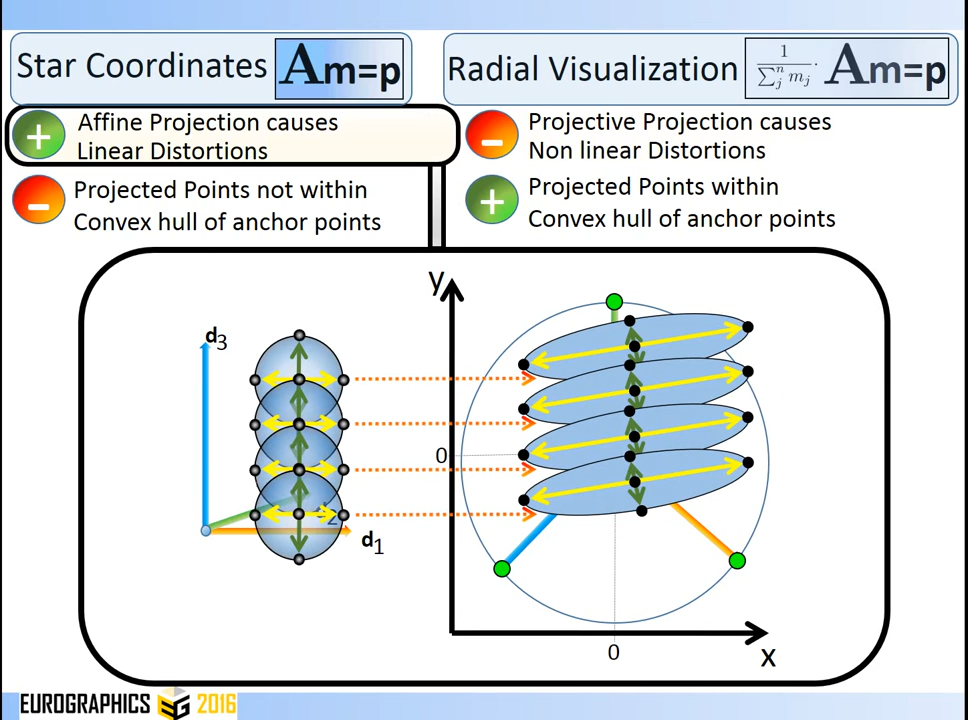 Star Coordinates Am=p
Radial Visualization 1/∑ⁿⱼ mⱼ · Am=p
+ Affine Projection causes
Linear Distortions
- Projected Points not within
Convex hull of anchor points
- Projective Projection causes
Non linear Distortions
+ Projected Points within
Convex hull of anchor points
d3
d2
d1
y
0
0
x
EUROGRAPHICS 2016